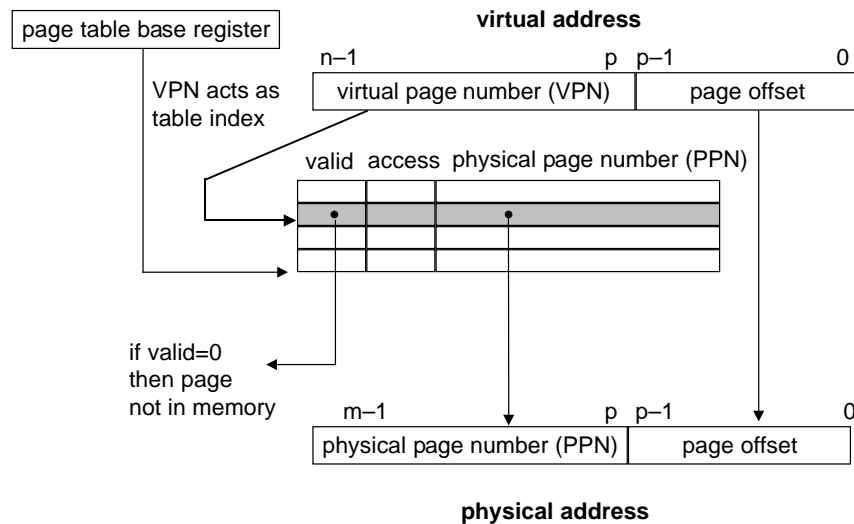 page table base register
virtual address
n–1 p p–1 0
VPN acts as
table index
virtual page number (VPN) page offset
valid access physical page number (PPN)
if valid=0
then page
not in memory
m–1 p p–1 0
physical page number (PPN) page offset
physical address